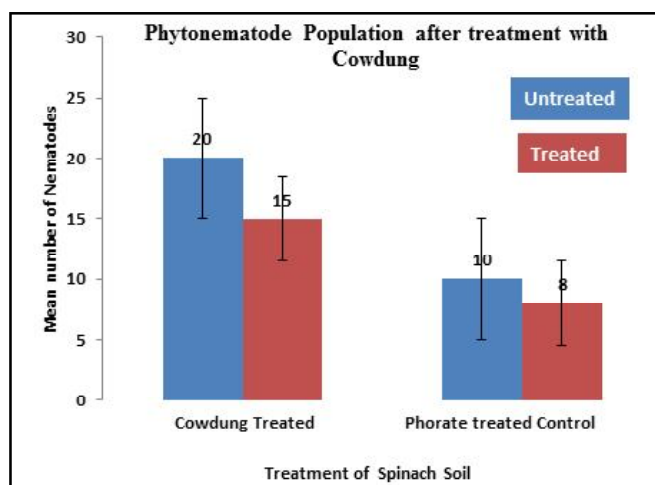 Phytonematode Population after treatment with
Cowdung
30
25
20
15
10
5
0
Mean number of Nematodes
Untreated
Treated
20
15
10
8
Cowdung Treated
Phorate treated Control
Treatment of Spinach Soil